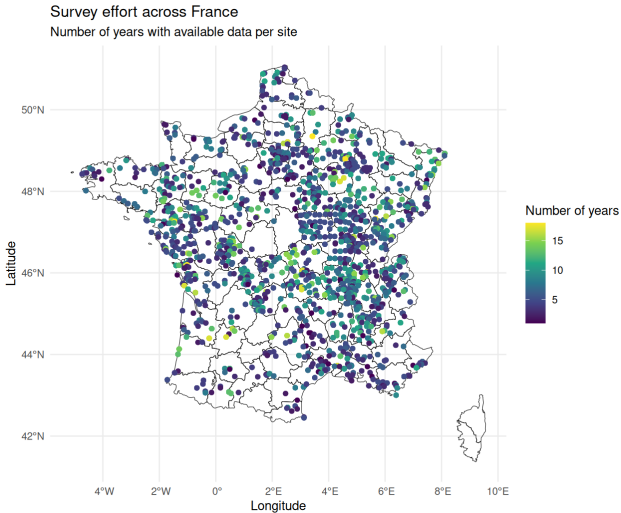 Survey effort across France
Number of years with available data per site
50°N
48°N
46°N
44°N
42°N
Latitude
4°W
2°W
0°
2°E
4°E
6°E
8°E
10°E
Longitude
Number of years
15
10
5